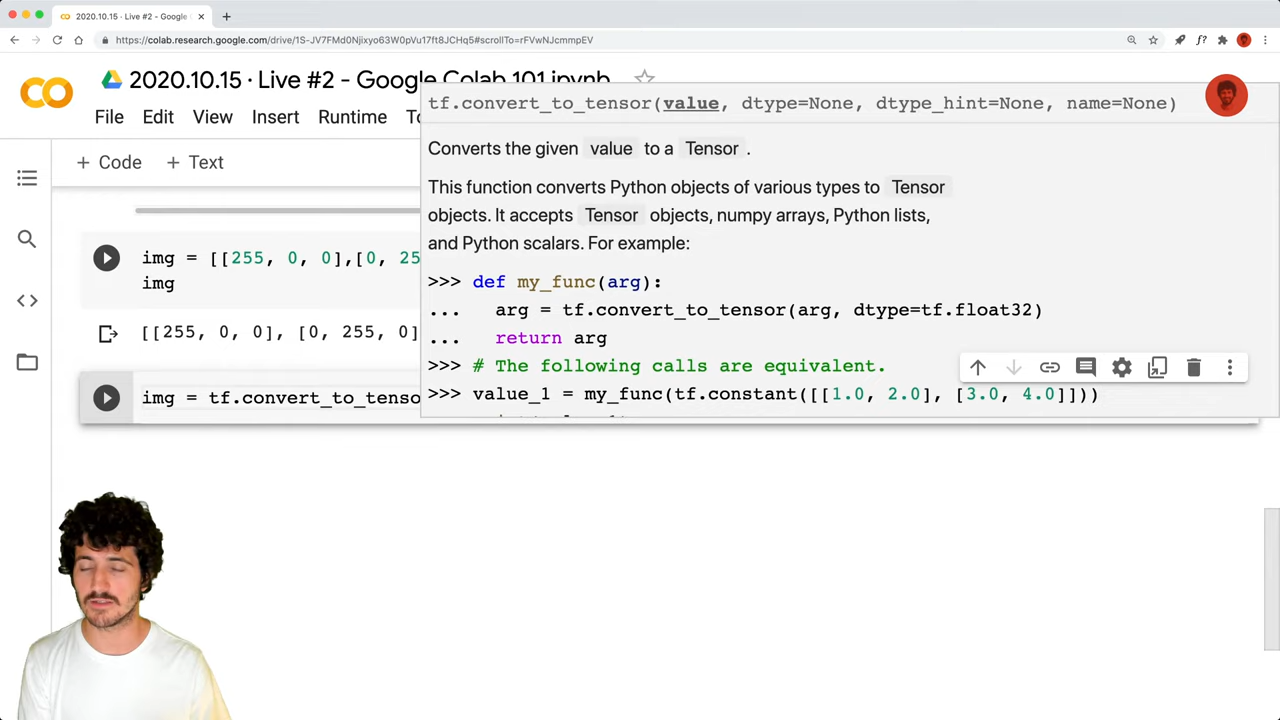 2020.10.15 · Live #2 - Google
https://colab.research.google.com/drive/1S-JV7FMd0Njixyo63W0pVu17ft8JCHq5#scrollTo=rFVwNJcmmpEV
2020.10.15 · Live #2 - Google Colab 101.ipynb
File Edit View Insert Runtime To
+ Code + Text
tf.convert_to_tensor(value, dtype=None, dtype_hint=None, name=None)
Converts the given value to a Tensor .
This function converts Python objects of various types to Tensor
objects. It accepts Tensor objects, numpy arrays, Python lists,
and Python scalars. For example:
>>> def my_func(arg):
... arg = tf.convert_to_tensor(arg, dtype=tf.float32)
... return arg
>>> # The following calls are equivalent.
>>> value_1 = my_func(tf.constant([[1.0, 2.0], [3.0, 4.0]]))
img = [[255, 0, 0],[0, 25
img
[[255, 0, 0], [0, 255, 0]
img = tf.convert_to_tenso